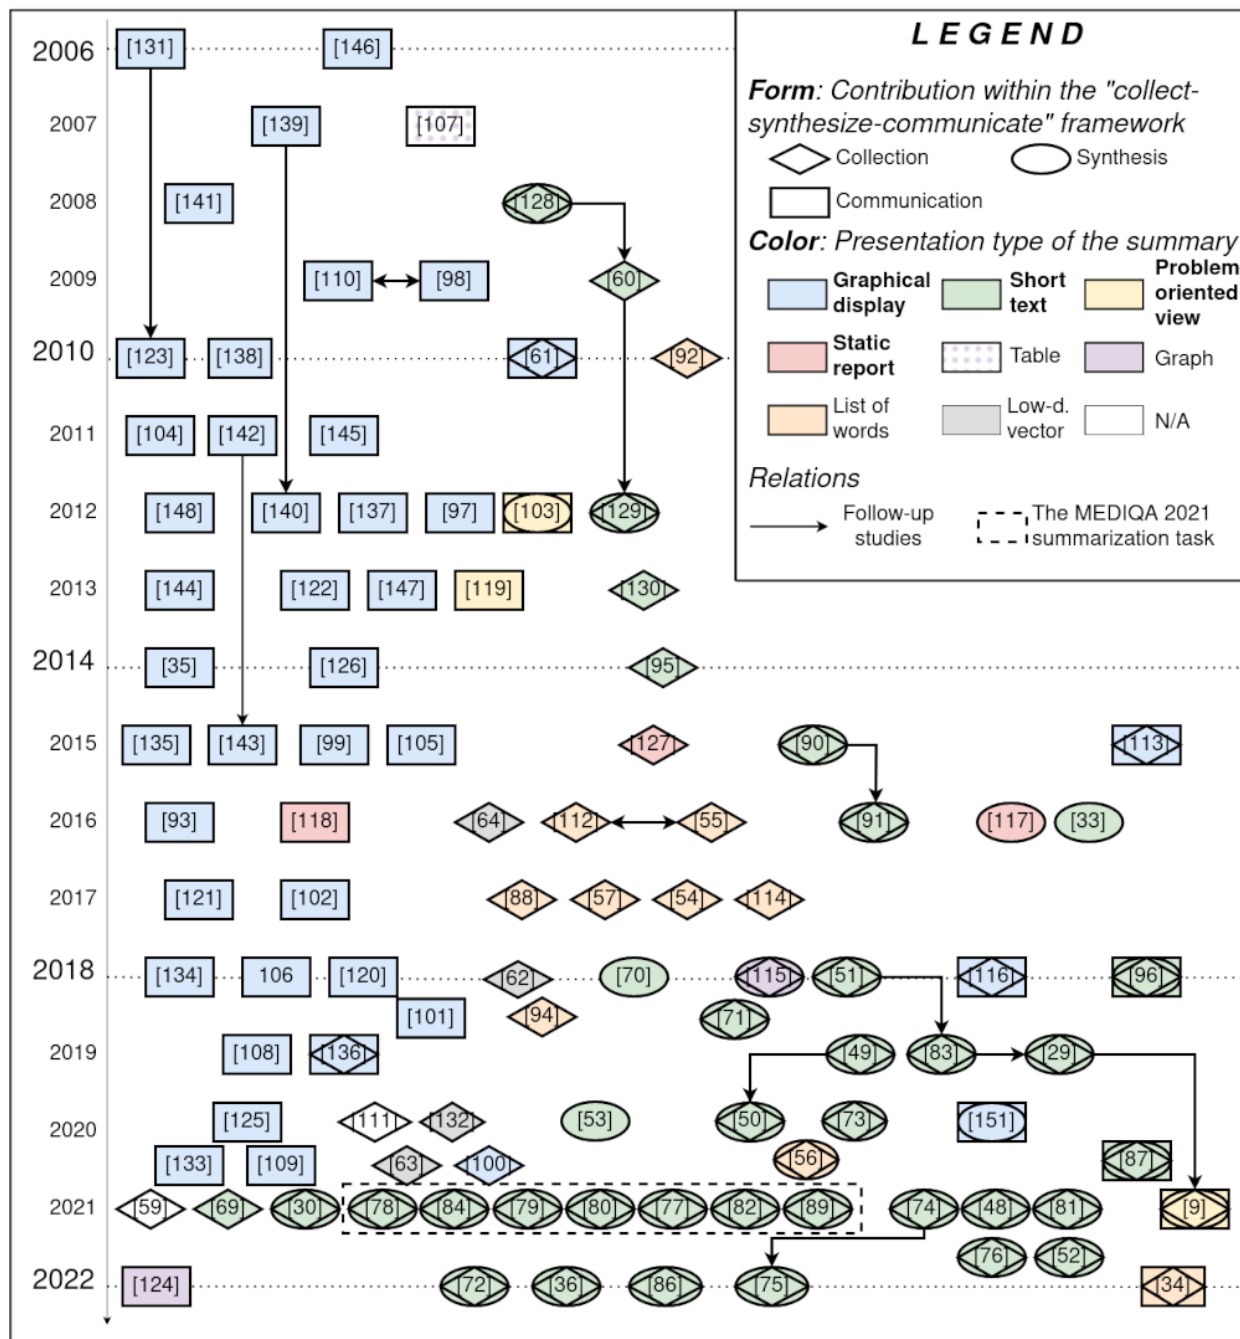 L E G E N D
Form: Contribution within the "collect-
synthesize-communicate" framework
Collection Synthesis
Communication
Color: Presentation type of the summary
Graphical display Short text Problem oriented view
Static report Table Graph
List of words Low-d. vector N/A
Relations
Follow-up studies The MEDIQA 2021 summarization task
2006 [131] [146]
2007 [139] [107]
2008 [141] [128]
2009 [110] [98] [60]
2010 [123] [138] [61] [92]
2011 [104] [142] [145]
2012 [148] [140] [137] [97] [103] [129]
2013 [144] [122] [147] [119] [130]
2014 [35] [126] [95]
2015 [135] [143] [99] [105] [127] [90] [113]
2016 [93] [118] [64] [112] [55] [91] [117] [33]
2017 [121] [102] [88] [57] [54] [114]
2018 [134] 106 [120] [62] [70] [115] [51] [116] [96]
[101] [94] [71]
2019 [108] [136] [49] [83] [29]
2020 [125] [111] [132] [53] [50] [73] [151]
[133] [109] [63] [100] [56] [87]
2021 [59] [69] [30] [78] [84] [79] [80] [77] [82] [89] [74] [48] [81] [9]
[76] [52]
2022 [124] [72] [36] [86] [75] [34]